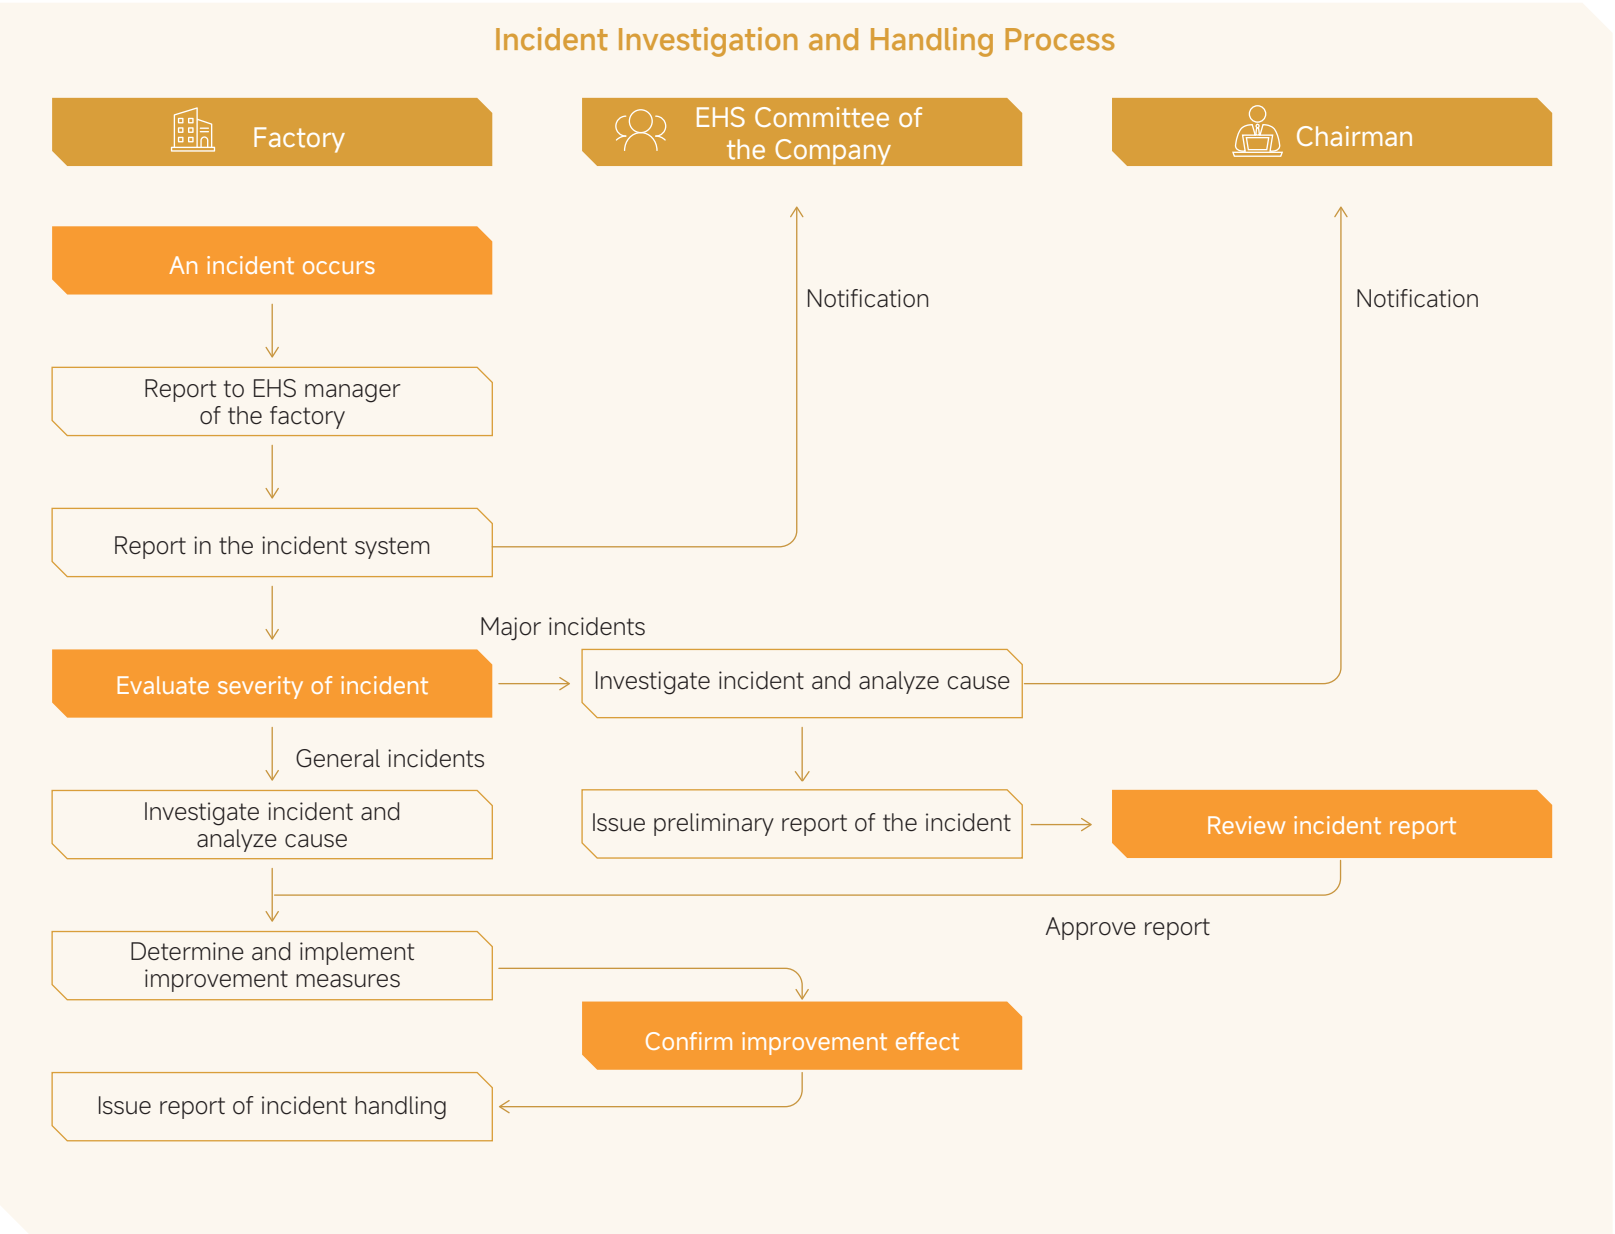 Incident Investigation and Handling Process
Factory
EHS Committee of
the Company
Chairman
An incident occurs
Notification
Notification
Report to EHS manager
of the factory
Report in the incident system
Major incidents
Evaluate severity of incident
Investigate incident and analyze cause
General incidents
Investigate incident and
analyze cause
Issue preliminary report of the incident
Review incident report
Approve report
Determine and implement
improvement measures
Confirm improvement effect
Issue report of incident handling